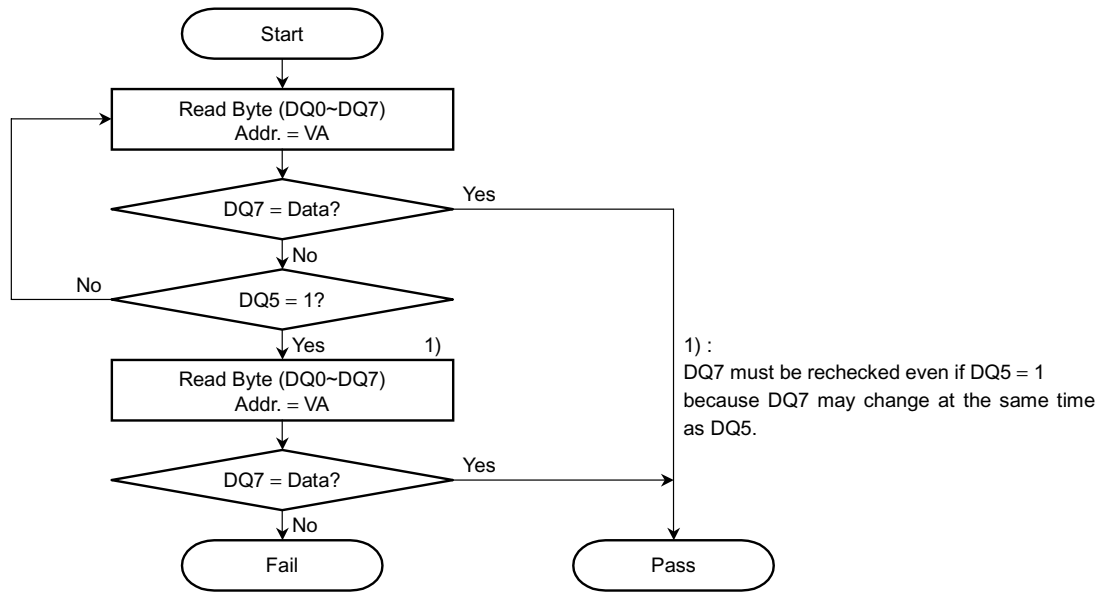 Start
Read Byte (DQ0~DQ7)
Addr. = VA
DQ7 = Data?
Yes
No
No
DQ5 = 1?
Yes
1)
Read Byte (DQ0~DQ7)
Addr. = VA
1) :
DQ7 must be rechecked even if DQ5 = 1
because DQ7 may change at the same time
as DQ5.
DQ7 = Data?
Yes
No
Fail
Pass